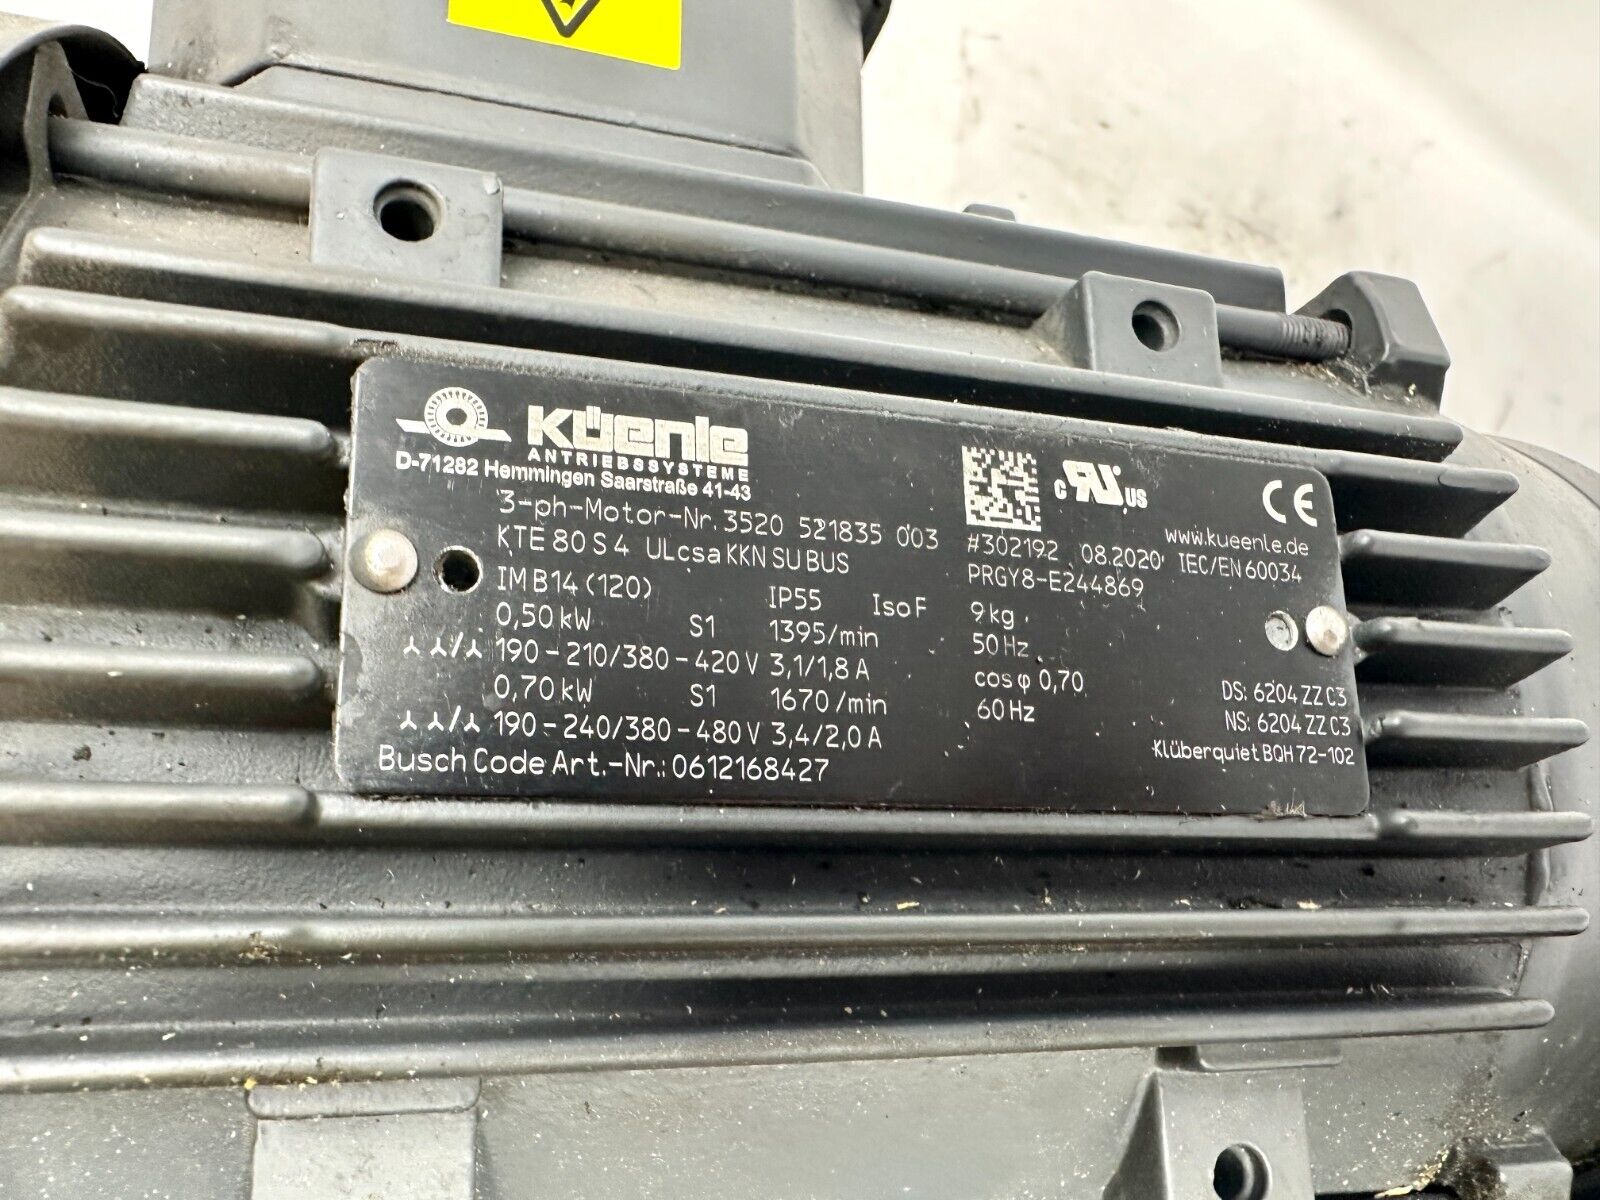 KÜenle
ANTRIEBSSYSTEME
D-71282 Hemmingen Saarstraße 41-43
c RU US
CE
www.kueenle.de
3-ph-Motor-Nr. 3520 521835 003 #302192 08.2020 IEC/EN 60034
KTE 80 S 4 ULcsaKKN SU BUS PRGY8-E244869
IM B14 (120) IP55 Iso F 9 kg
0,50 kW S1 1395/min 50 Hz
⅄⅄/⅄ 190-210/380-420 V 3,1/1,8 A cos φ 0,70
0,70 kW S1 1670/min 60 Hz
⅄⅄/⅄ 190-240/380-480 V 3,4/2,0 A
DS: 6204 ZZ C3
NS: 6204 ZZ C3
Klüberquiet BQH 72-102
Busch Code Art.-Nr.: 0612168427